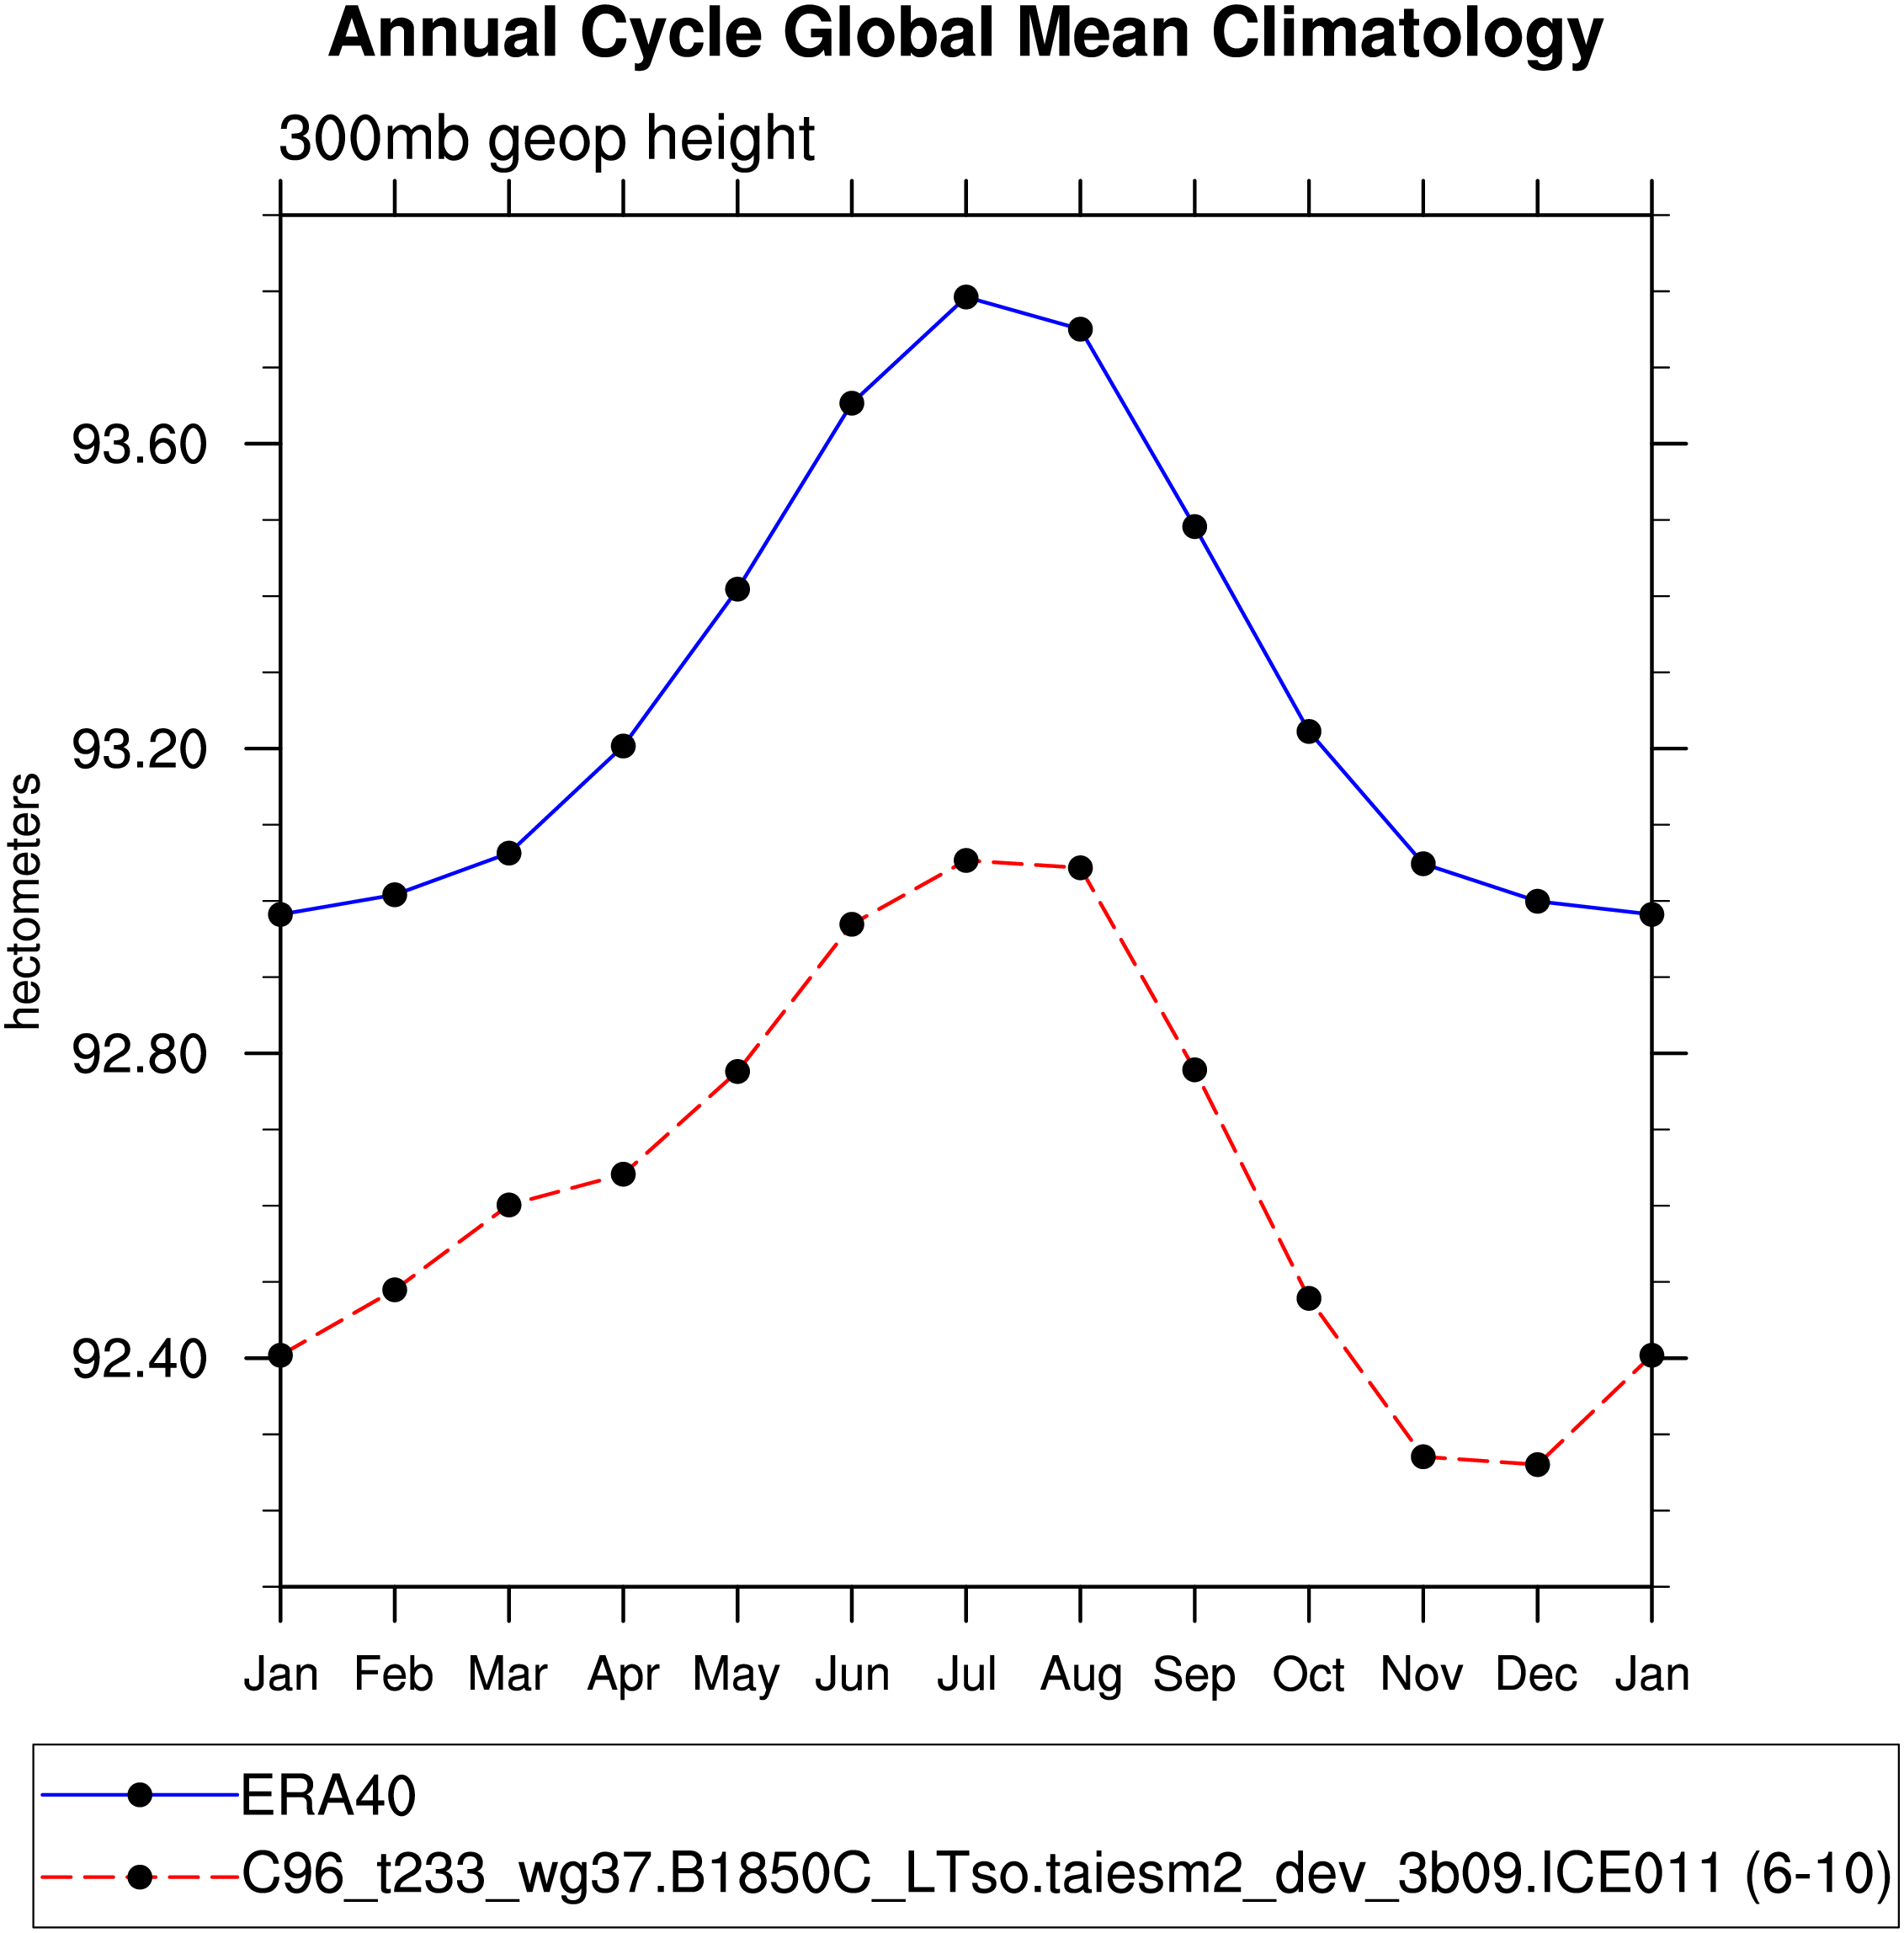 Annual Cycle Global Mean Climatology
300mb geop height
93.60
93.20
92.80
92.40
hectometers
Jan Feb Mar Apr May Jun Jul Aug Sep Oct Nov Dec Jan
ERA40
C96_t233_wg37.B1850C_LTso.taiesm2_dev_3b09.ICE011 (6-10)